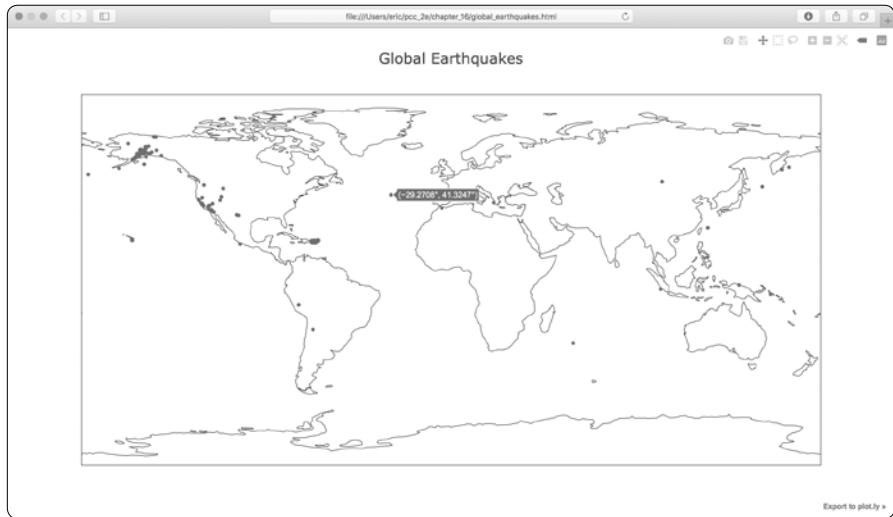 file:///Users/eric/pcc_2e/chapter_16/global_earthquakes.html
Global Earthquakes
(−29.2708°, 41.3247°)
Export to plot.ly »